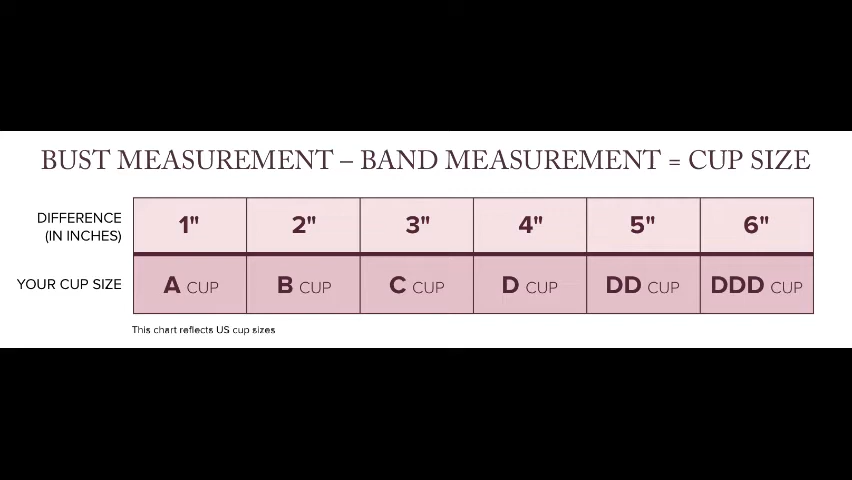 BUST MEASUREMENT – BAND MEASUREMENT = CUP SIZE
DIFFERENCE
(IN INCHES)
1" 2" 3" 4" 5" 6"
YOUR CUP SIZE A CUP B CUP C CUP D CUP DD CUP DDD CUP
This chart reflects US cup sizes